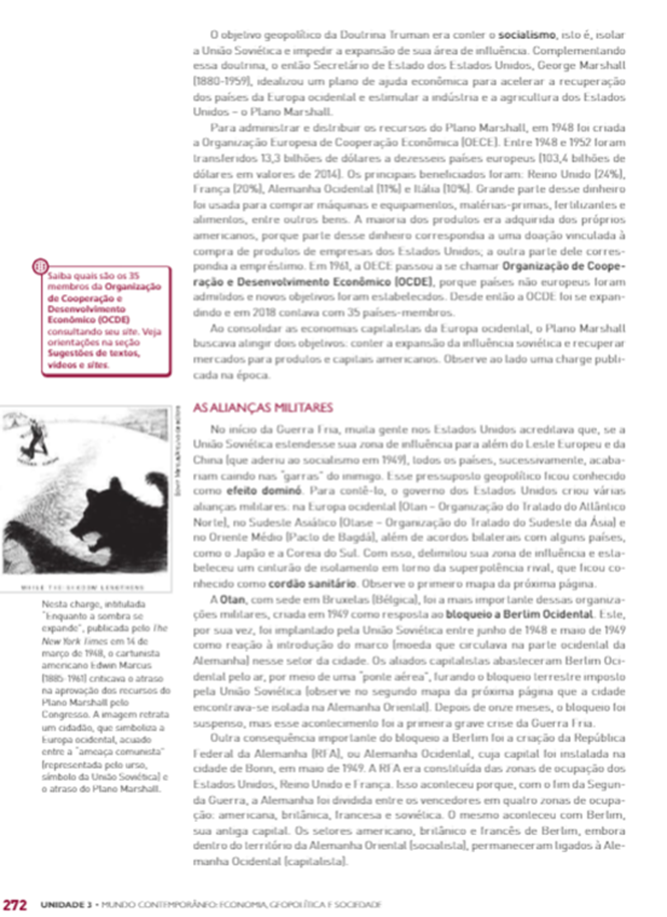 O objetivo geopolítico da Doutrina Truman era conter o socialismo, isto é, isolar
a União Soviética e impedir a expansão de sua área de influência. Complementando
essa doutrina, o então Secretário de Estado dos Estados Unidos, George Marshall
(1880-1959), idealizou um plano de ajuda econômica para acelerar a recuperação
dos países da Europa ocidental e estimular a indústria e a agricultura dos Estados
Unidos – o Plano Marshall.
Para administrar e distribuir os recursos do Plano Marshall, em 1948 foi criada
a Organização Europeia de Cooperação Econômica (OECE). Entre 1948 e 1952 foram
transferidos 13,3 bilhões de dólares a dezesseis países europeus (103,4 bilhões de
dólares em valores de 2014). Os principais beneficiados foram: Reino Unido (24%),
França (20%), Alemanha Ocidental (11%) e Itália (10%). Grande parte desse dinheiro
foi usada para comprar máquinas e equipamentos, matérias-primas, fertilizantes e
alimentos, entre outros bens. A maioria dos produtos era adquirida dos próprios
americanos, porque parte desse dinheiro correspondia a uma doação vinculada à
compra de produtos de empresas dos Estados Unidos; a outra parte dele corres-
pondia a empréstimo. Em 1961, a OECE passou a se chamar Organização de Coope-
ração e Desenvolvimento Econômico (OCDE), porque países não europeus foram
admitidos e novos objetivos foram estabelecidos. Desde então a OCDE foi se expan-
dindo e em 2018 contava com 35 países-membros.
Ao consolidar as economias capitalistas da Europa ocidental, o Plano Marshall
buscava atingir dois objetivos: conter a expansão da influência soviética e recuperar
mercados para produtos e capitais americanos. Observe ao lado uma charge publi-
cada na época.
Saiba quais são os 35
membros da Organização
de Cooperação e
Desenvolvimento
Econômico (OCDE)
consultando seu site. Veja
orientações na seção
Sugestões de textos,
vídeos e sites.
AS ALIANÇAS MILITARES
No início da Guerra Fria, muita gente nos Estados Unidos acreditava que, se a
União Soviética estendesse sua zona de influência para além do Leste Europeu e da
China (que aderiu ao socialismo em 1949), todos os países, sucessivamente, acaba-
riam caindo nas "garras" do inimigo. Esse pressuposto geopolítico ficou conhecido
como efeito dominó. Para contê-lo, o governo dos Estados Unidos criou várias
alianças militares: na Europa ocidental (Otan – Organização do Tratado do Atlântico
Norte), no Sudeste Asiático (Otase – Organização do Tratado do Sudeste da Ásia) e
no Oriente Médio (Pacto de Bagdá), além de acordos bilaterais com alguns países,
como o Japão e a Coreia do Sul. Com isso, delimitou sua zona de influência e esta-
beleceu um cinturão de isolamento em torno da superpotência rival, que ficou co-
nhecido como cordão sanitário. Observe o primeiro mapa da próxima página.
A Otan, com sede em Bruxelas (Bélgica), foi a mais importante dessas organiza-
ções militares, criada em 1949 como resposta ao bloqueio a Berlim Ocidental. Este,
por sua vez, foi implantado pela União Soviética entre junho de 1948 e maio de 1949
como reação à introdução do marco (moeda que circulava na parte ocidental da
Alemanha) nesse setor da cidade. Os aliados capitalistas abasteceram Berlim Oci-
dental pelo ar, por meio de uma "ponte aérea", furando o bloqueio terrestre imposto
pela União Soviética (observe no segundo mapa da próxima página que a cidade
encontrava-se isolada na Alemanha Oriental). Depois de onze meses, o bloqueio foi
suspenso, mas esse acontecimento foi a primeira grave crise da Guerra Fria.
Outra consequência importante do bloqueio a Berlim foi a criação da República
Federal da Alemanha (RFA), ou Alemanha Ocidental, cuja capital foi instalada na
cidade de Bonn, em maio de 1949. A RFA era constituída das zonas de ocupação dos
Estados Unidos, Reino Unido e França. Isso aconteceu porque, com o fim da Segun-
da Guerra, a Alemanha foi dividida entre os vencedores em quatro zonas de ocupa-
ção: americana, britânica, francesa e soviética. O mesmo aconteceu com Berlim,
sua antiga capital. Os setores americano, britânico e francês de Berlim, embora
dentro do território da Alemanha Oriental (socialista), permaneceram ligados à Ale-
manha Ocidental (capitalista).
WHILE THE SHADOW LENGTHENS
Nesta charge, intitulada
"Enquanto a sombra se
expande", publicada pelo The
New York Times em 14 de
março de 1948, o cartunista
americano Edwin Marcus
(1885-1961) criticava o atraso
na aprovação dos recursos do
Plano Marshall pelo
Congresso. A imagem retrata
um cidadão, que simboliza a
Europa ocidental, acuado
entre a "ameaça comunista"
(representada pelo urso,
símbolo da União Soviética) e
o atraso do Plano Marshall.
272 UNIDADE 3 • MUNDO CONTEMPORÂNEO: ECONOMIA, GEOPOLÍTICA E SOCIEDADE